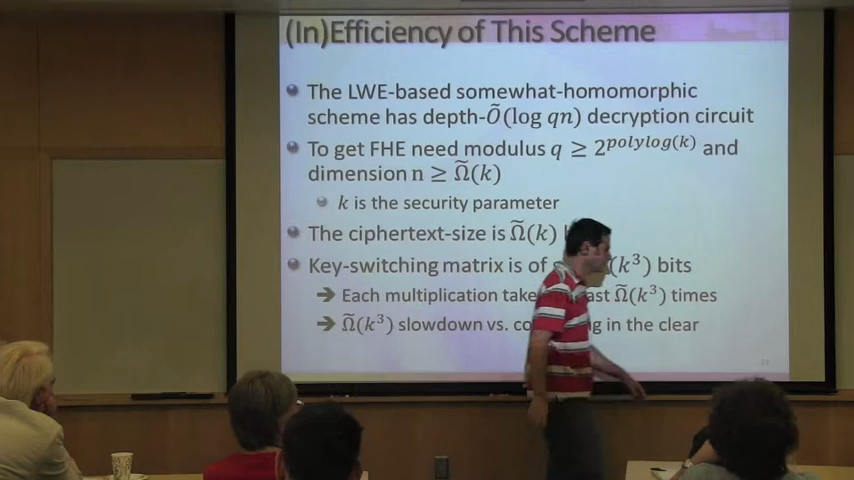 (In)Efficiency of This Scheme
The LWE-based somewhat-homomorphic
scheme has depth-Õ(log qn) decryption circuit
To get FHE need modulus q ≥ 2^polylog(k) and
dimension n ≥ Ω̃(k)
k is the security parameter
The ciphertext-size is Ω̃(k)
Key-switching matrix is of (k³) bits
➔ Each multiplication Ω̃(k³) times
➔ Ω̃(k³) slowdown vs. in the clear